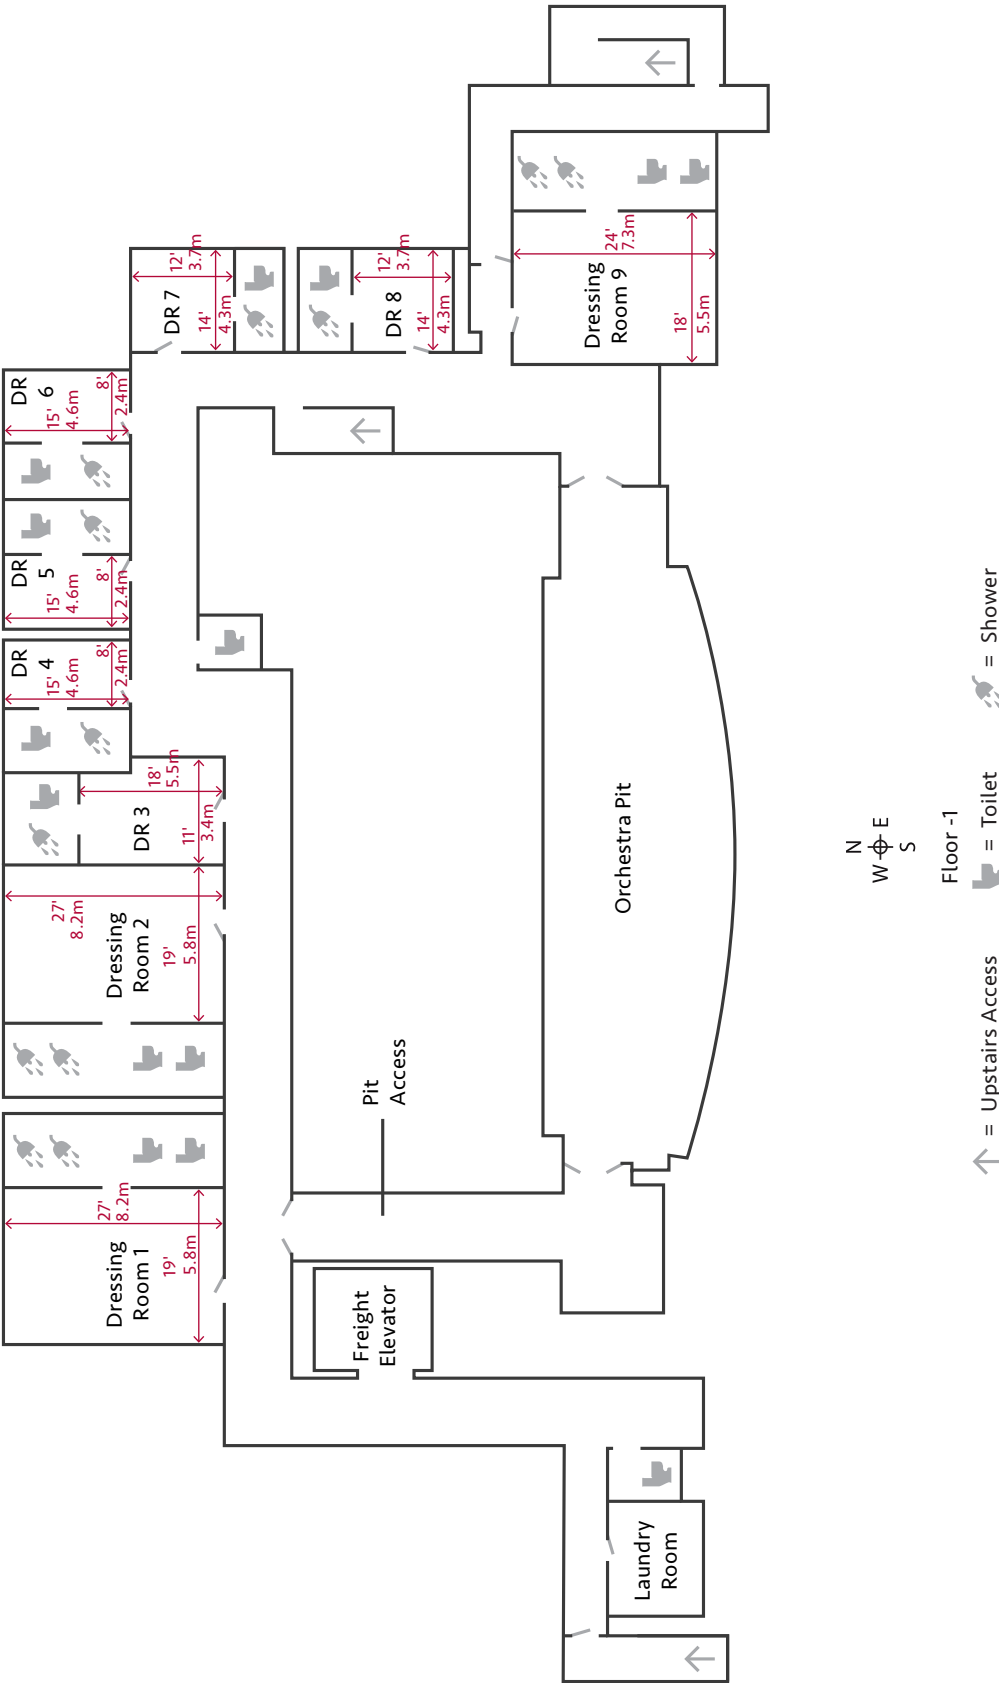 Dressing
Room 1
27'
8.2m
19'
5.8m
Dressing
Room 2
27'
8.2m
19'
5.8m
DR 3
18'
5.5m
11'
3.4m
DR
4
15'
4.6m
8'
2.4m
DR
5
15'
4.6m
8'
2.4m
DR
6
15'
4.6m
8'
2.4m
DR 7
12'
3.7m
14'
4.3m
DR 8
12'
3.7m
14'
4.3m
Dressing
Room 9
24'
7.3m
18'
5.5m
Pit
Access
Freight
Elevator
Orchestra Pit
Laundry
Room
N
W E
S
Floor -1
= Upstairs Access
= Toilet
= Shower